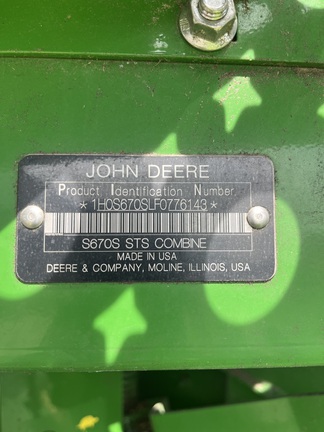 JOHN DEERE
Product Identification Number
*1H0S670SLF0776143*
S670S STS COMBINE
MADE IN USA
DEERE & COMPANY, MOLINE, ILLINOIS, USA